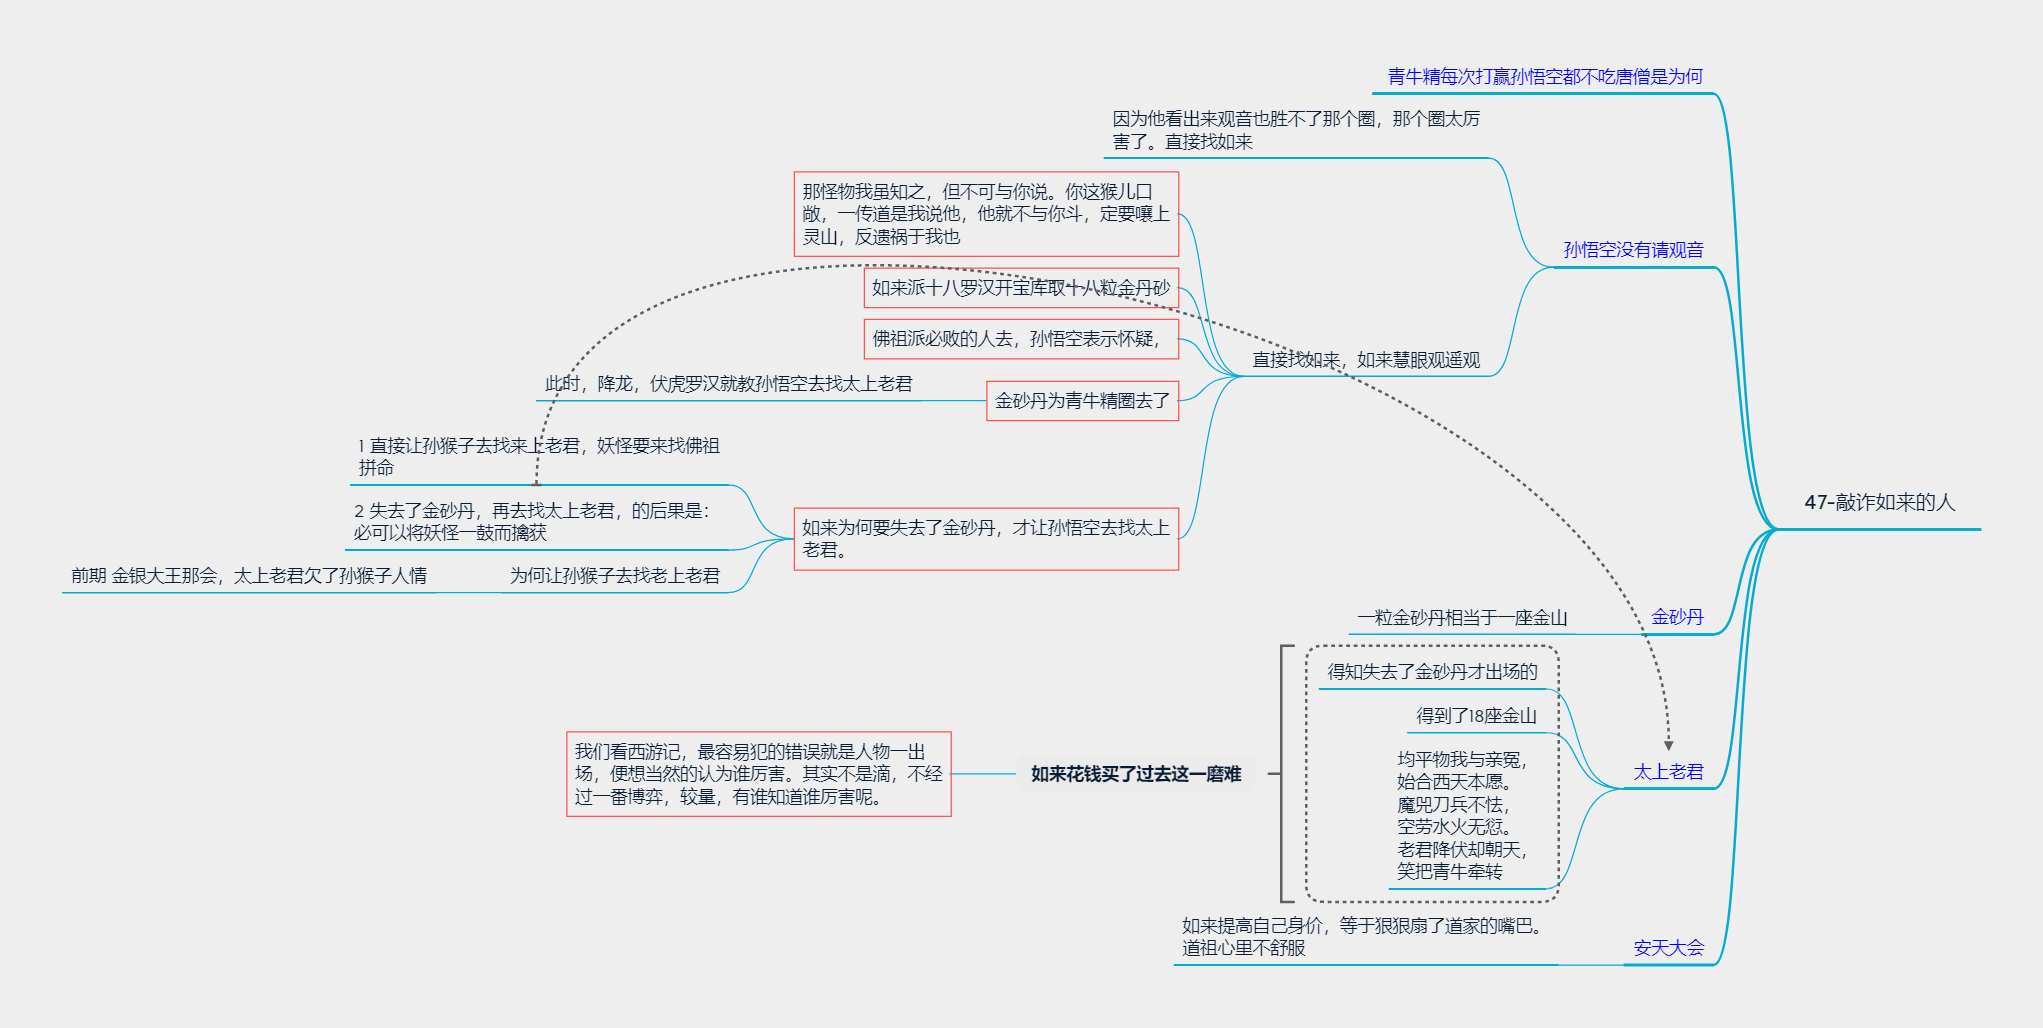 青牛精每次打赢孙悟空都不吃唐僧是为何
因为他看出来观音也胜不了那个圈，那个圈太厉
害了。直接找如来
那怪物我虽知之，但不可与你说。你这猴儿口
敞，一传道是我说他，他就不与你斗，定要嚷上
灵山，反遗祸于我也
孙悟空没有请观音
如来派十八罗汉开宝库取十八粒金丹砂
佛祖派必败的人去，孙悟空表示怀疑，
直接找如来，如来慧眼观遥观
此时，降龙，伏虎罗汉就教孙悟空去找太上老君
金砂丹为青牛精圈去了
1 直接让孙猴子去找来上老君，妖怪要来找佛祖
拼命
2 失去了金砂丹，再去找太上老君，的后果是：
必可以将妖怪一鼓而擒获
如来为何要失去了金砂丹，才让孙悟空去找太上
老君。
前期 金银大王那会，太上老君欠了孙猴子人情
为何让孙猴子去找老上老君
47-敲诈如来的人
一粒金砂丹相当于一座金山
金砂丹
得知失去了金砂丹才出场的
得到了18座金山
均平物我与亲冤，
始合西天本愿。
魔兕刀兵不怯，
空劳水火无愆。
老君降伏却朝天，
笑把青牛牵转
太上老君
如来花钱买了过去这一磨难
我们看西游记，最容易犯的错误就是人物一出
场，便想当然的认为谁厉害。其实不是滴，不经
过一番博弈，较量，有谁知道谁厉害呢。
如来提高自己身价，等于狠狠扇了道家的嘴巴。
道祖心里不舒服
安天大会